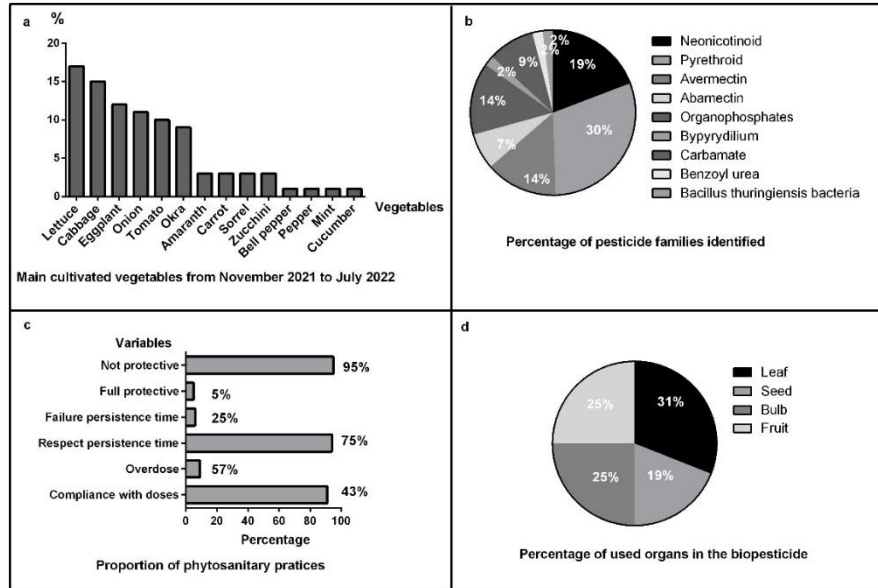 a
%
20
15
10
5
0
Vegetables
Lettuce
Cabbage
Eggplant
Onion
Tomato
Okra
Amaranth
Carrot
Sorrel
Zucchini
Bell pepper
Pepper
Mint
Cucumber
Main cultivated vegetables from November 2021 to July 2022
b
2%
2%
9%
2%
14%
7%
14%
30%
19%
Neonicotinoid
Pyrethroid
Avermectin
Abamectin
Organophosphates
Bypyrydilium
Carbamate
Benzoyl urea
Bacillus thuringiensis bacteria
Percentage of pesticide families identified
c
Variables
Not protective 95%
Full protective 5%
Failure persistence time 25%
Respect persistence time 75%
Overdose 57%
Compliance with doses 43%
0 20 40 60 80 100
Percentage
Proportion of phytosanitary pratices
d
25%
31%
25%
19%
Leaf
Seed
Bulb
Fruit
Percentage of used organs in the biopesticide